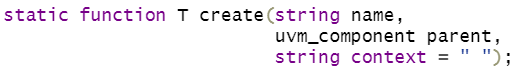 static function T create(string name,
uvm_component parent,
string context = " ");